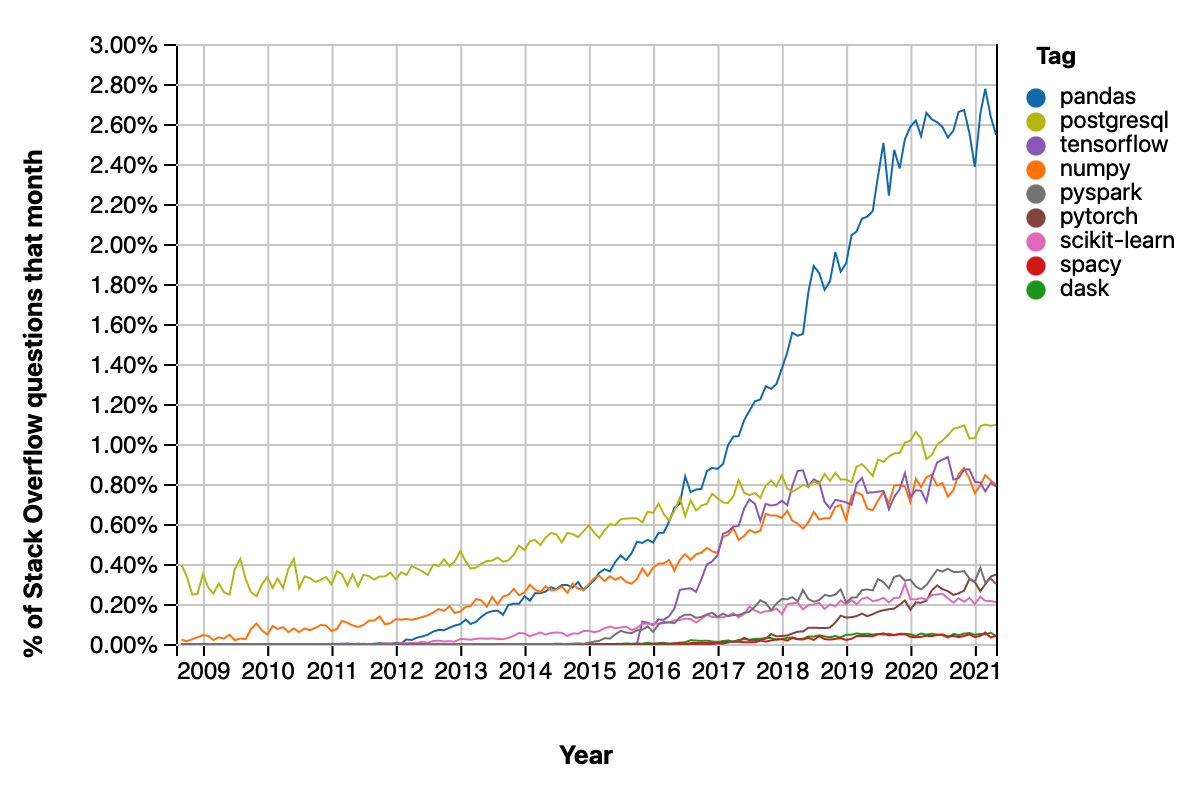 3.00%
2.80%
2.60%
2.40%
2.20%
2.00%
1.80%
1.60%
1.40%
1.20%
1.00%
0.80%
0.60%
0.40%
0.20%
0.00%
% of Stack Overflow questions that month
2009 2010 2011 2012 2013 2014 2015 2016 2017 2018 2019 2020 2021
Year
Tag
pandas
postgresql
tensorflow
numpy
pyspark
pytorch
scikit-learn
spacy
dask